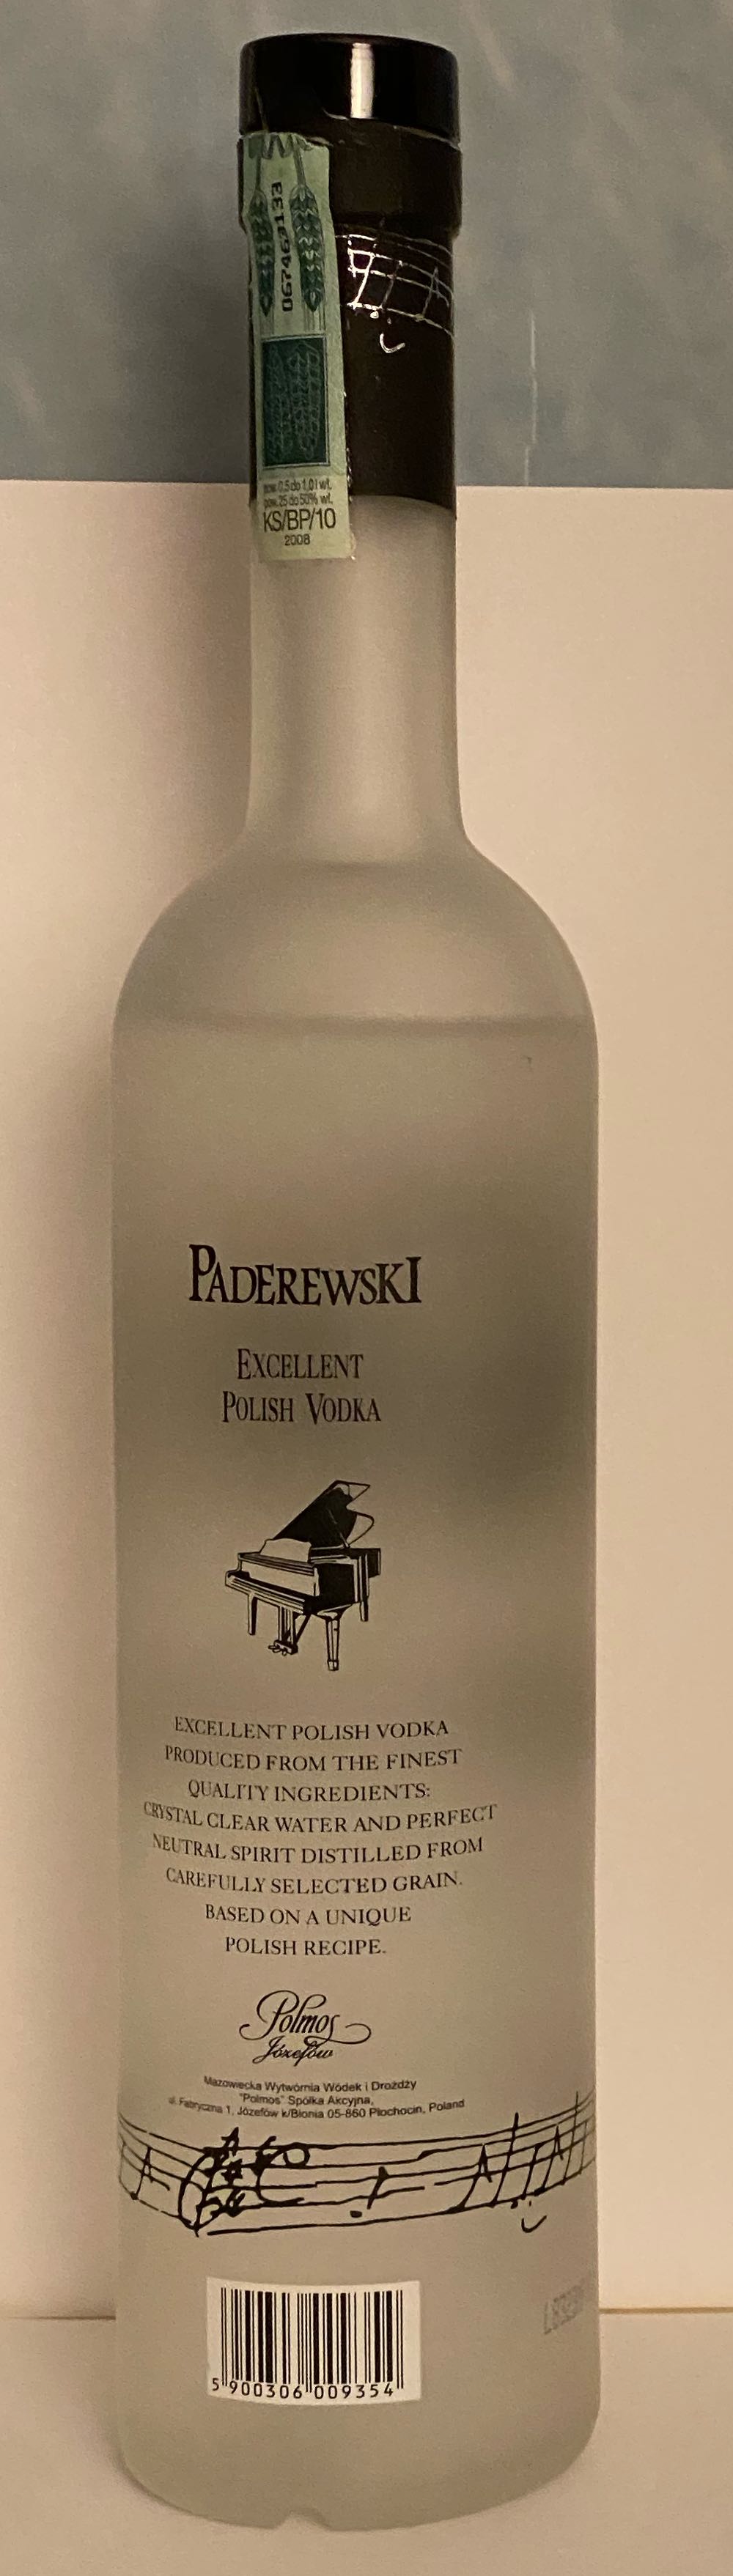 067463133
pow. 0,5 do 1,0 l wł.
pow. 25 do 50% wł.
KS/BP/10
2008
PADEREWSKI
EXCELLENT
POLISH VODKA
EXCELLENT POLISH VODKA
PRODUCED FROM THE FINEST
QUALITY INGREDIENTS:
CRYSTAL CLEAR WATER AND PERFECT
NEUTRAL SPIRIT DISTILLED FROM
CAREFULLY SELECTED GRAIN.
BASED ON A UNIQUE
POLISH RECIPE.
Polmos
Józefów
Mazowiecka Wytwórnia Wódek i Drożdży
"Polmos" Spółka Akcyjna,
ul. Fabryczna 1, Józefów k/Błonia 05-860 Płochocin, Poland
5 900306 009354